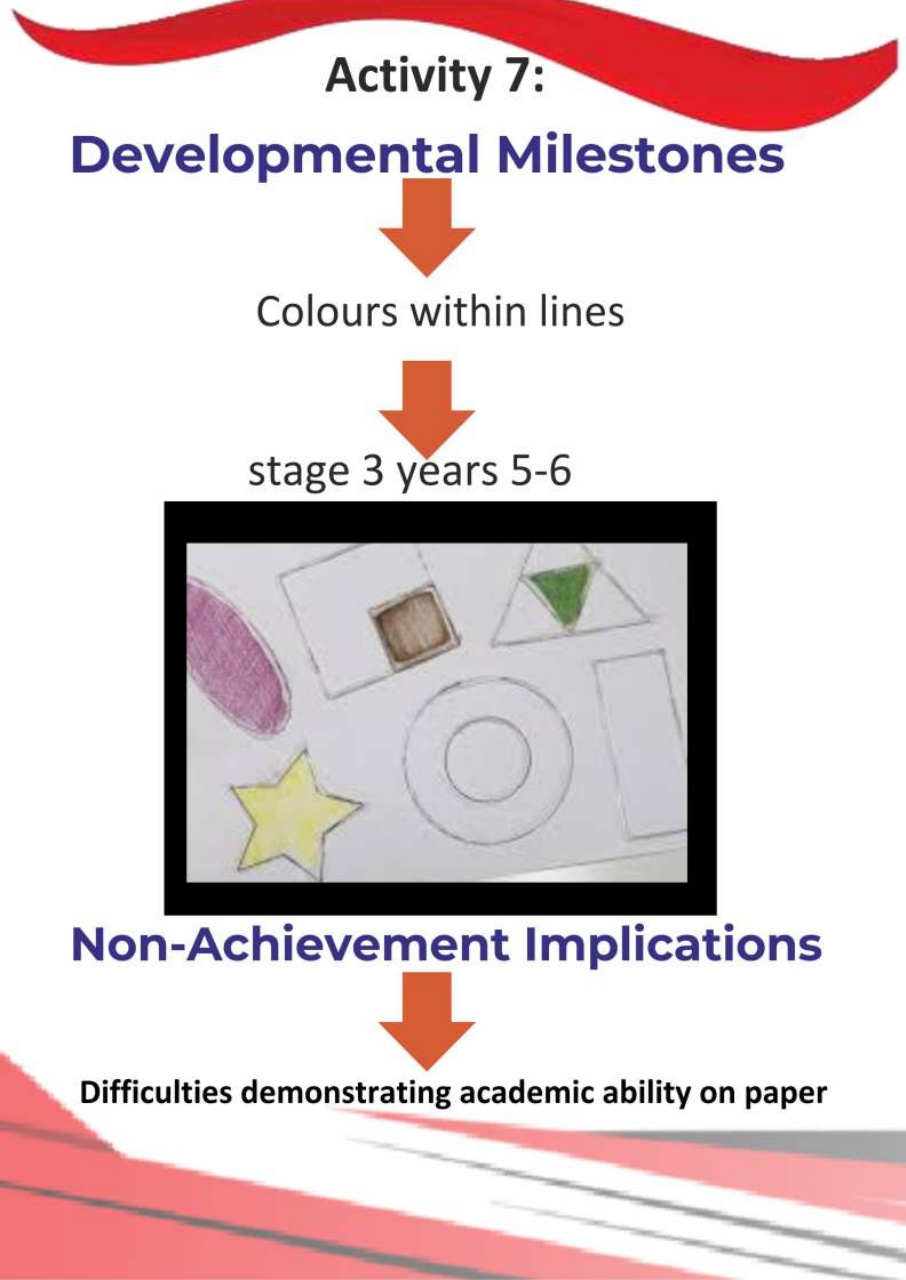 Activity 7:
Developmental Milestones
Colours within lines
stage 3 years 5-6
Non-Achievement Implications
Difficulties demonstrating academic ability on paper